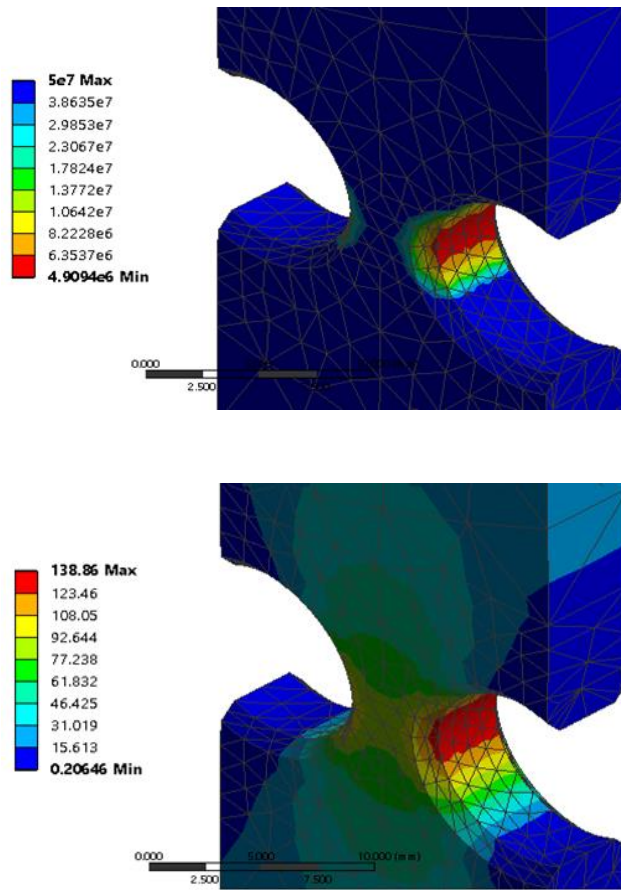 5e7 Max
3.8635e7
2.9853e7
2.3067e7
1.7824e7
1.3772e7
1.0642e7
8.2228e6
6.3537e6
4.9094e6 Min
0.000
2.500
138.86 Max
123.46
108.05
92.644
77.238
61.832
46.425
31.019
15.613
0.20646 Min
0.000 5.000 10.000 (mm)
2.500 7.500